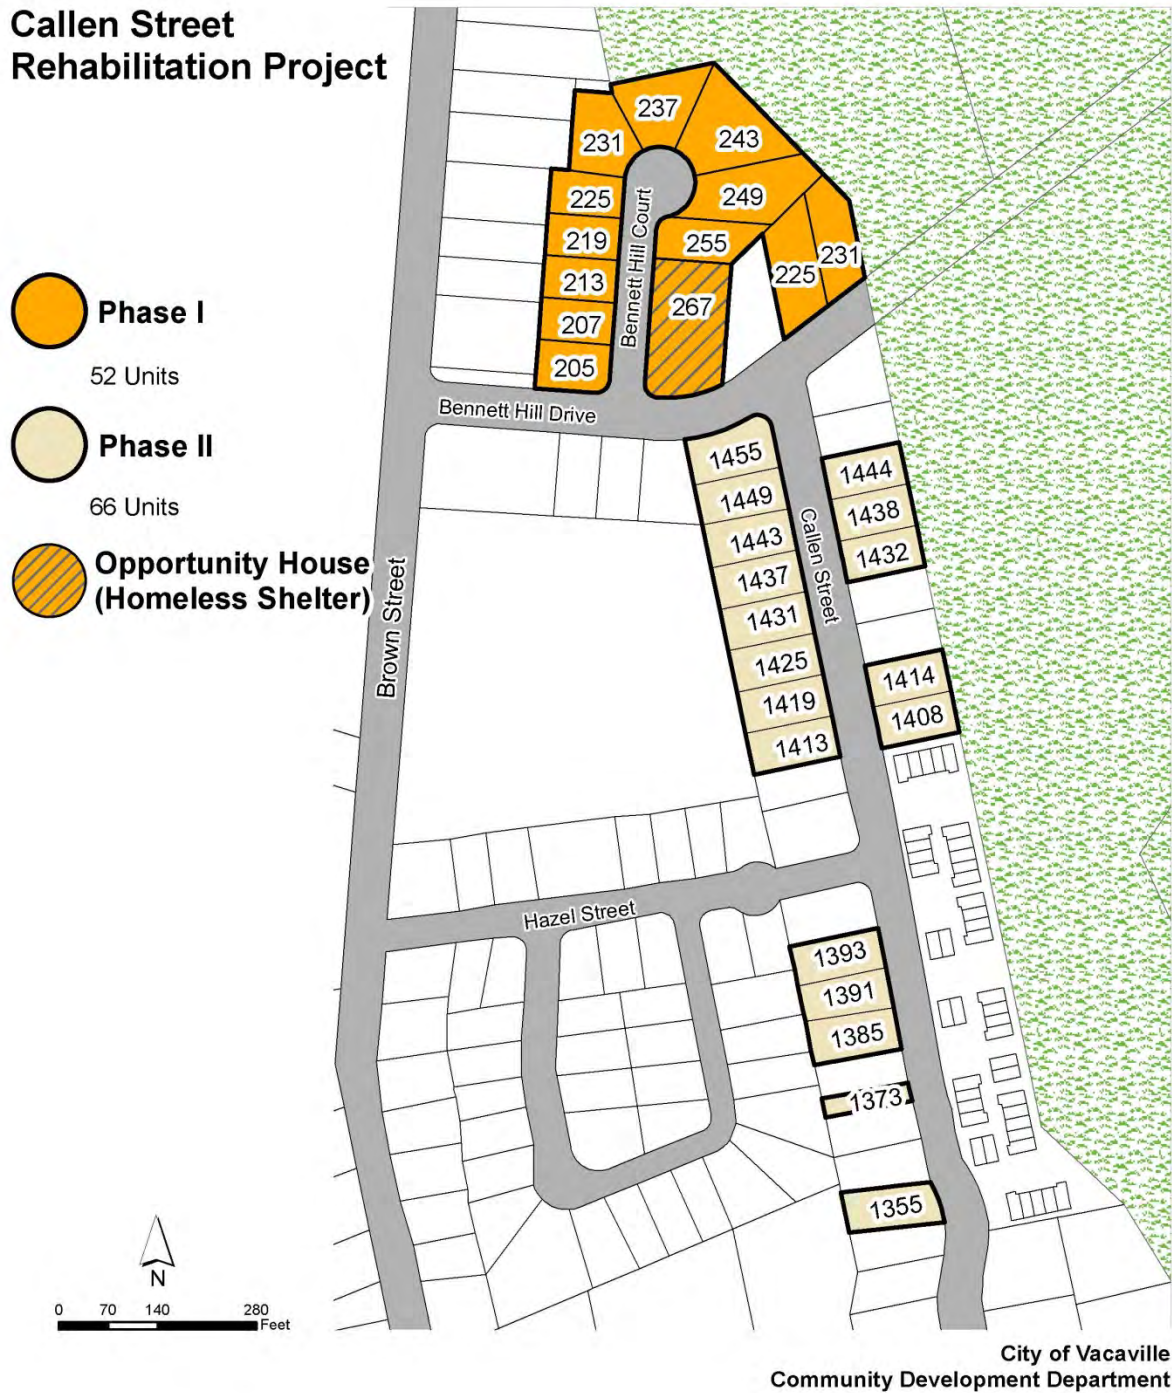 Callen Street
Rehabilitation Project
Phase I
52 Units
Phase II
66 Units
Opportunity House
(Homeless Shelter)
237
231
243
225
249
219
255
231
225
213
267
207
205
Bennett Hill Court
Bennett Hill Drive
Brown Street
Callen Street
Hazel Street
1455
1449
1443
1437
1431
1425
1419
1413
1444
1438
1432
1414
1408
1393
1391
1385
1373
1355
N
0 70 140 280
Feet
City of Vacaville
Community Development Department